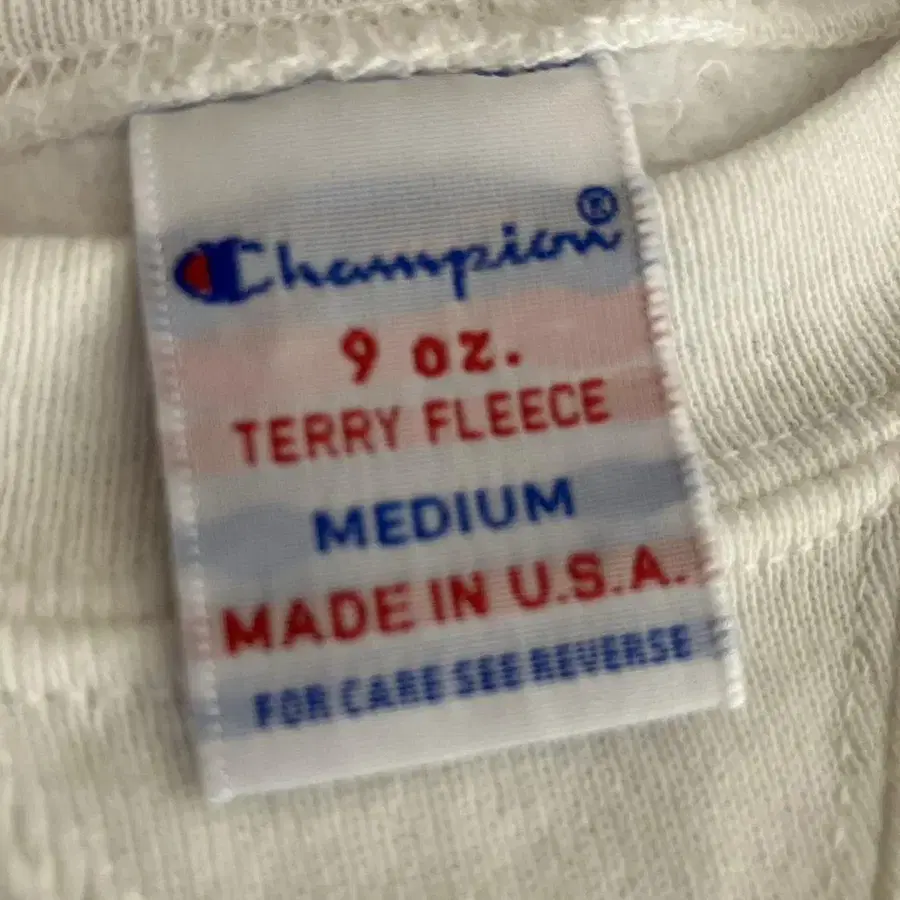 Champion®
9 oz.
TERRY FLEECE
MEDIUM
MADE IN U.S.A.
FOR CARE SEE REVERSE